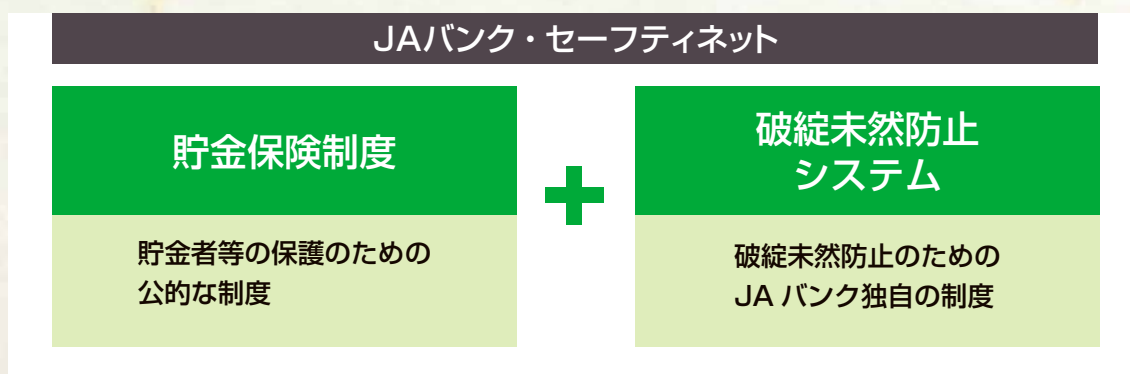 JAバンク・セーフティネット
貯金保険制度
貯金者等の保護のための
公的な制度
破綻未然防止
システム
破綻未然防止のための
JA バンク独自の制度